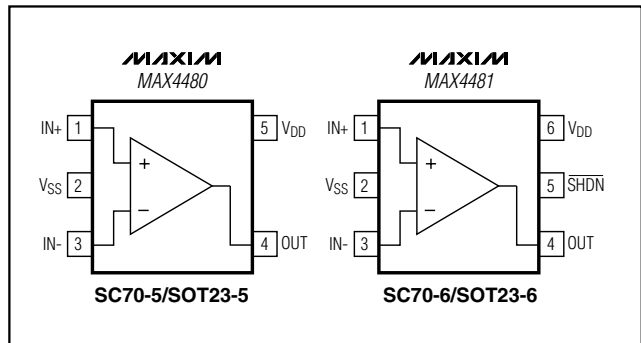 MAXIM
MAX4480
IN+ 1
5 VDD
VSS 2
IN- 3
4 OUT
+
−
SC70-5/SOT23-5
MAXIM
MAX4481
IN+ 1
6 VDD
VSS 2
5 SHDN
IN- 3
4 OUT
+
−
SC70-6/SOT23-6